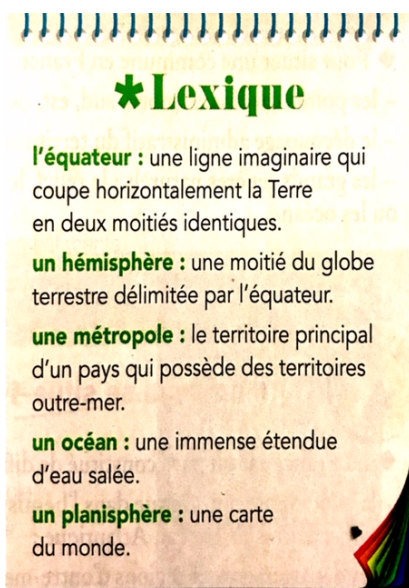 *Lexique
l'équateur : une ligne imaginaire qui
coupe horizontalement la Terre
en deux moitiés identiques.
un hémisphère : une moitié du globe
terrestre délimitée par l'équateur.
une métropole : le territoire principal
d'un pays qui possède des territoires
outre-mer.
un océan : une immense étendue
d'eau salée.
un planisphère : une carte
du monde.